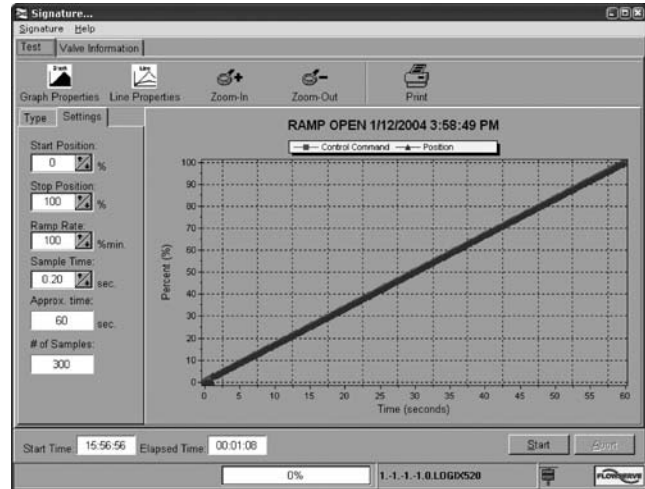 Signature...
Signature Help
Test Valve Information
Graph Properties Line Properties Zoom-In Zoom-Out Print
Type Settings
Start Position:
0 %
Stop Position:
100 %
Ramp Rate:
100 %min.
Sample Time:
0.20 sec.
Approx. time:
60 sec.
# of Samples:
300
RAMP OPEN 1/12/2004 3:58:49 PM
Control Command Position
Percent (%)
100
90
80
70
60
50
40
30
20
10
0
0 5 10 15 20 25 30 35 40 45 50 55 60
Time (seconds)
Start Time: 15:56:56 Elapsed Time: 00:01:08 Start Abort
0% 1.-1.-1.-1.0.LOGIX520 FLOWSERVE